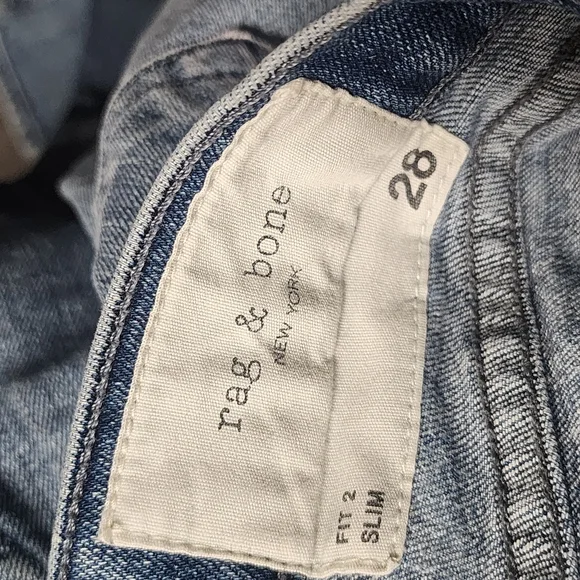 rag & bone
NEW YORK
28
FIT 2
SLIM